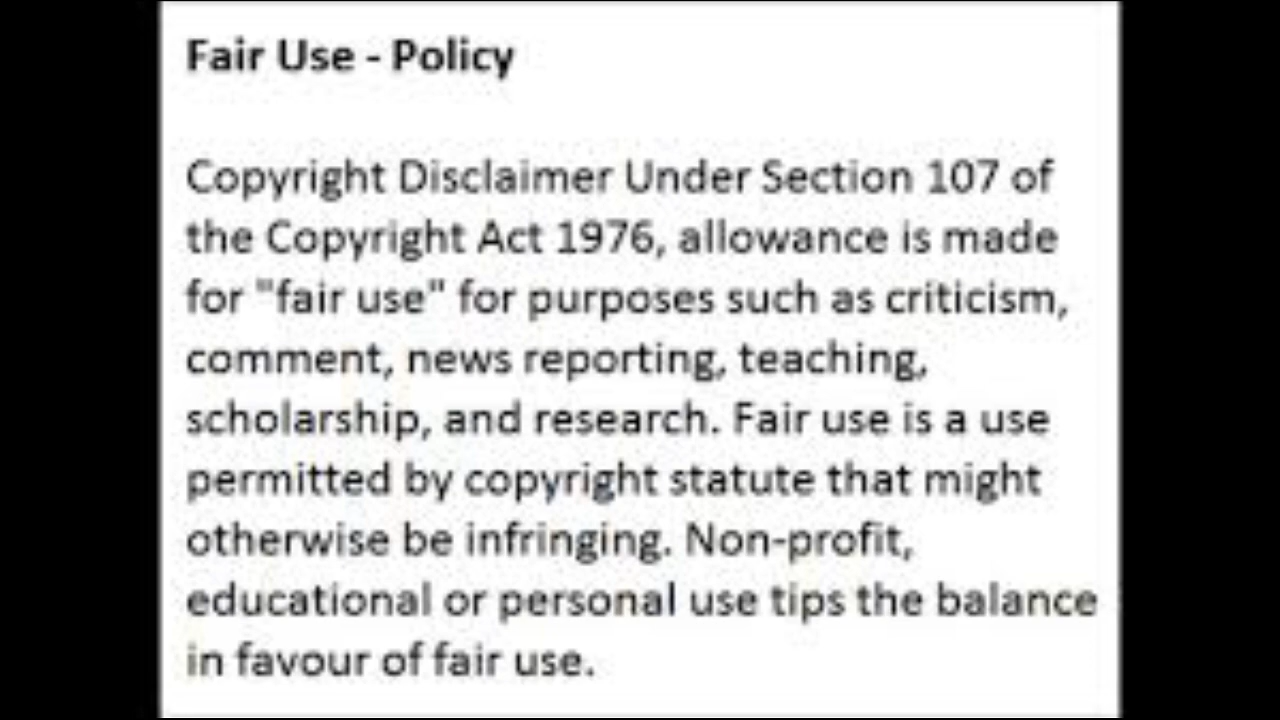 Fair Use - Policy
Copyright Disclaimer Under Section 107 of
the Copyright Act 1976, allowance is made
for "fair use" for purposes such as criticism,
comment, news reporting, teaching,
scholarship, and research. Fair use is a use
permitted by copyright statute that might
otherwise be infringing. Non-profit,
educational or personal use tips the balance
in favour of fair use.